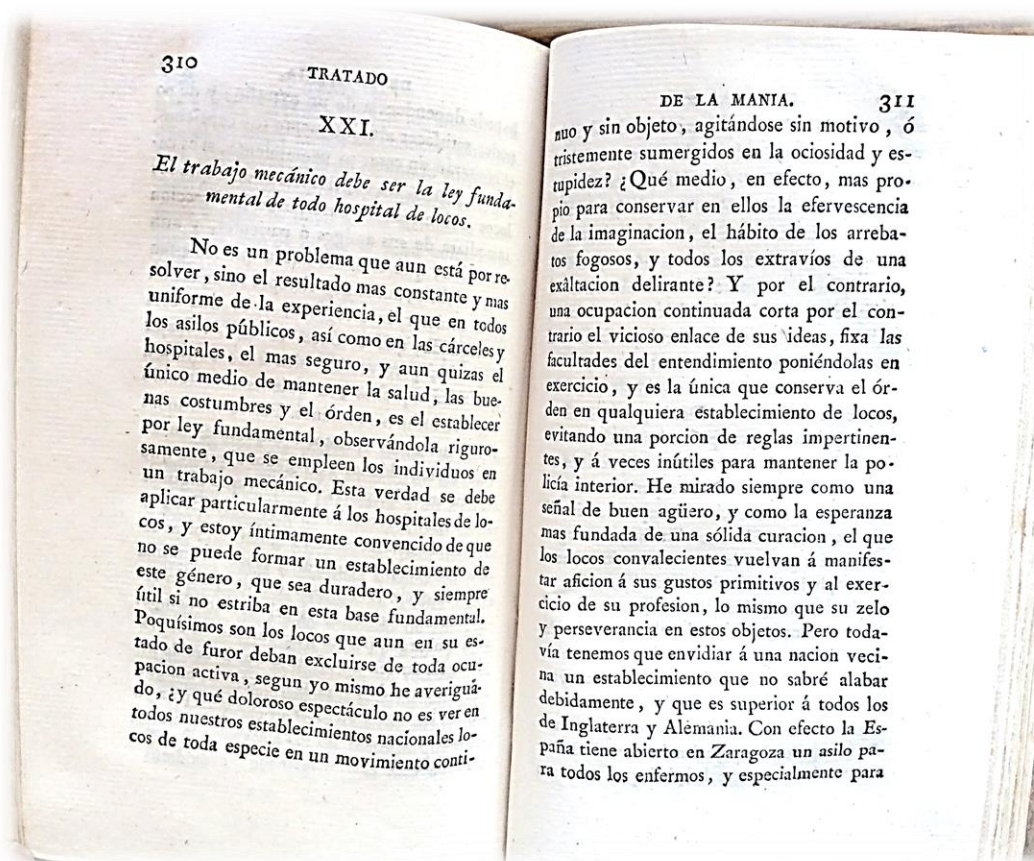 310
TRATADO
XXI.
El trabajo mecánico debe ser la ley funda-
mental de todo hospital de locos.
No es un problema que aun está por re-
solver, sino el resultado mas constante y mas
uniforme de la experiencia, el que en todos
los asilos públicos, así como en las cárceles y
hospitales, el mas seguro, y aun quizas el
único medio de mantener la salud, las bue-
nas costumbres y el órden, es el establecer
por ley fundamental, observándola riguro-
samente, que se empleen los individuos en
un trabajo mecánico. Esta verdad se debe
aplicar particularmente á los hospitales de lo-
cos, y estoy íntimamente convencido de que
no se puede formar un establecimiento de
este género, que sea duradero, y siempre
útil si no estriba en esta base fundamental.
Poquísimos son los locos que aun en su es-
tado de furor deban excluirse de toda ocu-
pacion activa, segun yo mismo he averiguá-
do, ¿y qué doloroso espectáculo no es ver en
todos nuestros establecimientos nacionales lo-
cos de toda especie en un movimiento conti-
DE LA MANIA.
311
nuo y sin objeto, agitándose sin motivo, ó
tristemente sumergidos en la ociosidad y es-
tupidez? ¿Qué medio, en efecto, mas pro-
pio para conservar en ellos la efervescencia
de la imaginacion, el hábito de los arreba-
tos fogosos, y todos los extravíos de una
exâltacion delirante? Y por el contrario,
una ocupacion continuada corta por el con-
trario el vicioso enlace de sus ideas, fixa las
facultades del entendimiento poniéndolas en
exercicio, y es la única que conserva el ór-
den en qualquiera establecimiento de locos,
evitando una porcion de reglas impertinen-
tes, y á veces inútiles para mantener la po-
licía interior. He mirado siempre como una
señal de buen agüero, y como la esperanza
mas fundada de una sólida curacion, el que
los locos convalecientes vuelvan á manifes-
tar aficion á sus gustos primitivos y al exer-
cicio de su profesion, lo mismo que su zelo
y perseverancia en estos objetos. Pero toda-
vía tenemos que envidiar á una nacion veci-
na un establecimiento que no sabré alabar
debidamente, y que es superior á todos los
de Inglaterra y Alemania. Con efecto la Es-
paña tiene abierto en Zaragoza un asilo pa-
ra todos los enfermos, y especialmente para